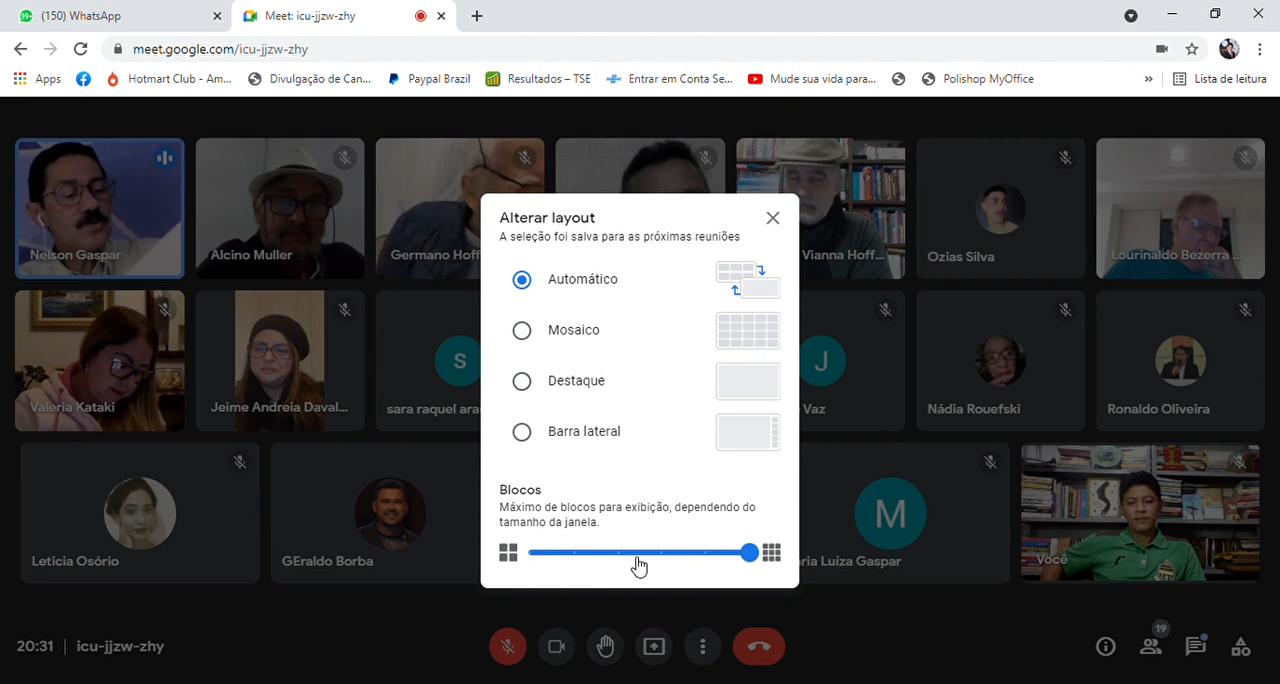 99+ (150) WhatsApp
Meet: icu-jjzw-zhy
meet.google.com/icu-jjzw-zhy
Apps
Hotmart Club - Am...
Divulgação de Can...
Paypal Brazil
Resultados – TSE
Entrar em Conta Se...
Mude sua vida para...
Polishop MyOffice
»
Lista de leitura
Nelson Gaspar
Alcino Muller
Germano Hoff
Vianna Hoff...
Ozias Silva
Lourinaldo Bezerra ...
Alterar layout
A seleção foi salva para as próximas reuniões
Automático
Mosaico
Destaque
Barra lateral
Blocos
Máximo de blocos para exibição, dependendo do
tamanho da janela.
Valeria Kataki
Jeime Andreia Daval...
S
sara raquel ara
J
Vaz
Nádia Rouefski
Ronaldo Oliveira
Leticia Osório
GEraldo Borba
M
ria Luíza Gaspar
Você
20:31 | icu-jjzw-zhy
19